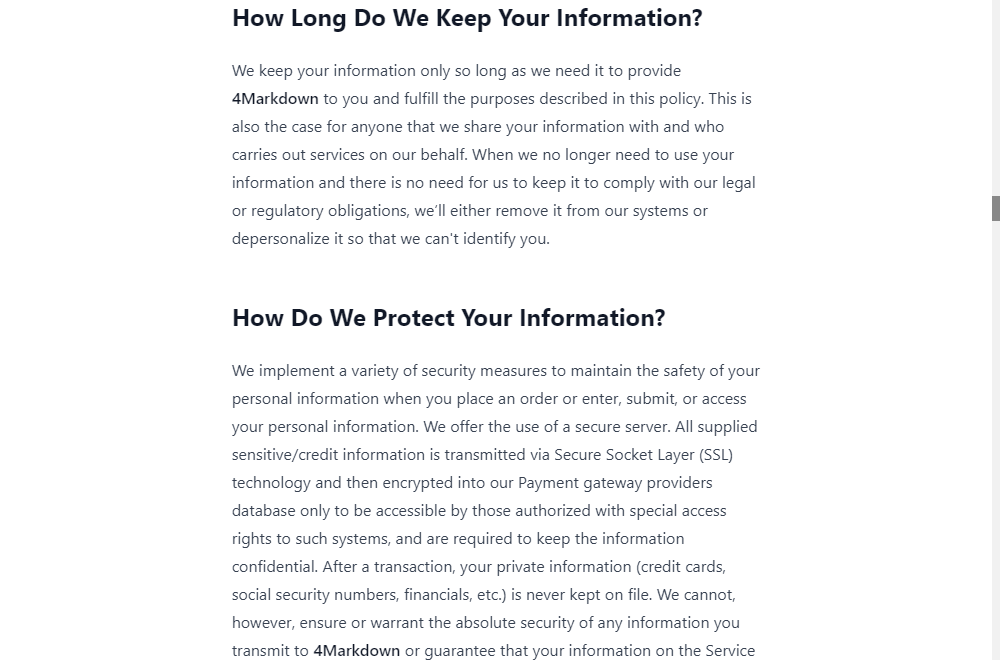 How Long Do We Keep Your Information?
We keep your information only so long as we need it to provide
4Markdown to you and fulfill the purposes described in this policy. This is
also the case for anyone that we share your information with and who
carries out services on our behalf. When we no longer need to use your
information and there is no need for us to keep it to comply with our legal
or regulatory obligations, we’ll either remove it from our systems or
depersonalize it so that we can't identify you.
How Do We Protect Your Information?
We implement a variety of security measures to maintain the safety of your
personal information when you place an order or enter, submit, or access
your personal information. We offer the use of a secure server. All supplied
sensitive/credit information is transmitted via Secure Socket Layer (SSL)
technology and then encrypted into our Payment gateway providers
database only to be accessible by those authorized with special access
rights to such systems, and are required to keep the information
confidential. After a transaction, your private information (credit cards,
social security numbers, financials, etc.) is never kept on file. We cannot,
however, ensure or warrant the absolute security of any information you
transmit to 4Markdown or guarantee that your information on the Service